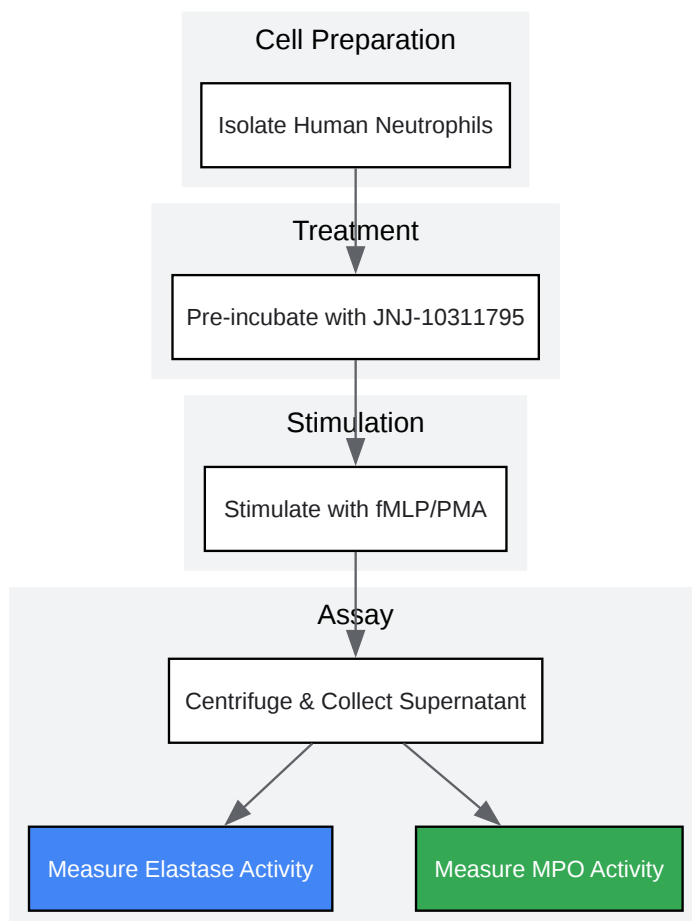 Cell Preparation
Isolate Human Neutrophils
Treatment
Pre-incubate with JNJ-10311795
Stimulation
Stimulate with fMLP/PMA
Assay
Centrifuge & Collect Supernatant
Measure Elastase Activity
Measure MPO Activity